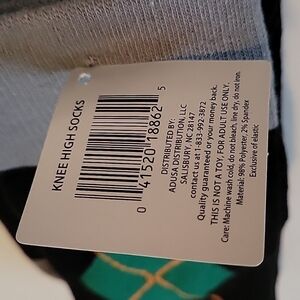 KNEE HIGH SOCKS
0 41520 18862 5
DISTRIBUTED BY:
ADUSA DISTRIBUTION, LLC
SALISBURY, NC 28147
contact us at 1-833-992-3872
Quality guaranteed or your money back.
THIS IS NOT A TOY, FOR ADULT USE ONLY.
Care: Machine wash cold, do not bleach, line dry, do not iron.
Material: 98% Polyester, 2% Spandex
Exclusive of elastic